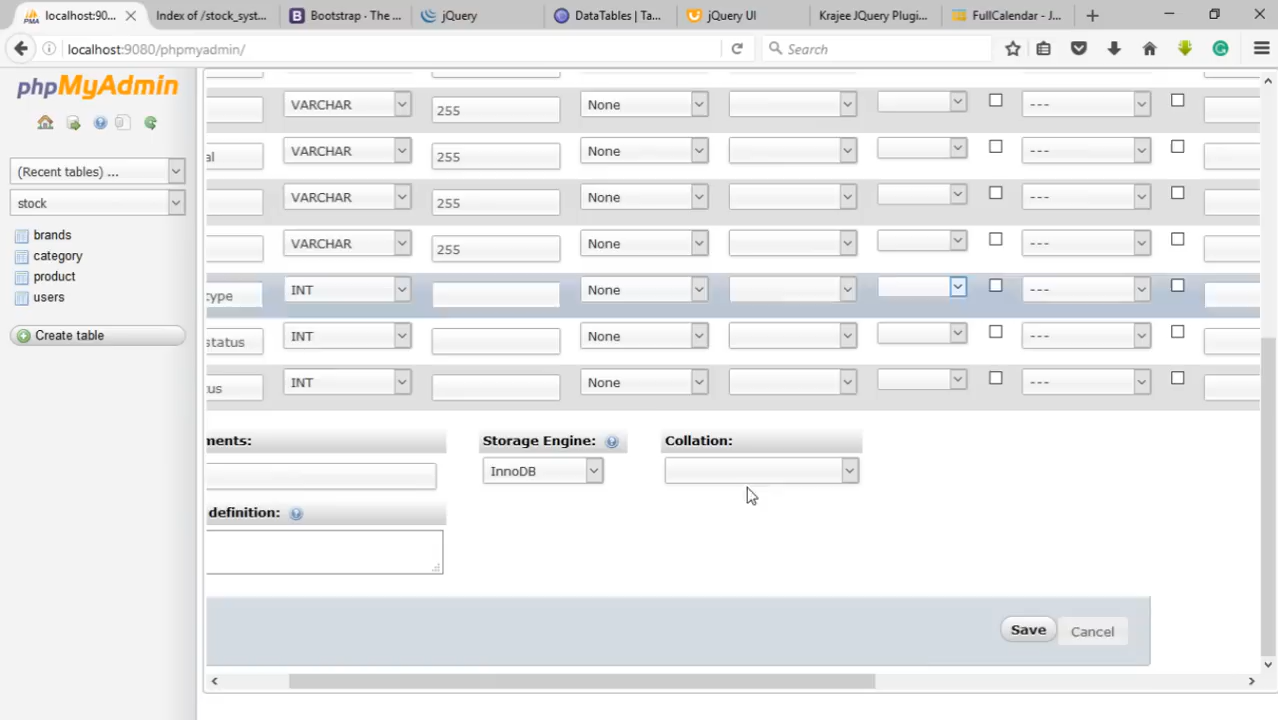 localhost:90...
Index of /stock_syst...
Bootstrap · The ...
jQuery
DataTables | Ta...
jQuery UI
Krajee JQuery Plugi...
FullCalendar - J...
localhost:9080/phpmyadmin/
Search
phpMyAdmin
(Recent tables) ...
stock
brands
category
product
users
Create table
VARCHAR 255 None ---
al VARCHAR 255 None ---
VARCHAR 255 None ---
VARCHAR 255 None ---
type INT None ---
status INT None ---
us INT None ---
ments: Storage Engine: Collation:
InnoDB
definition:
Save Cancel